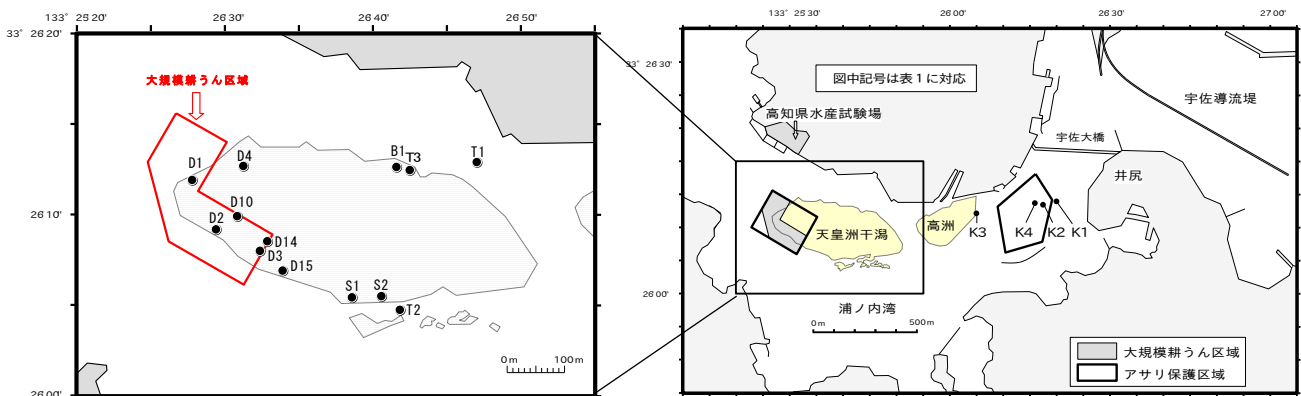 133° 25 20'
26 30'
26 40'
26 50'
33° 26 20'
26 10'
26 00'
大規模耕うん区域
D1
D4
B1
T3
T1
D10
D2
D14
D3
D15
S1
S2
T2
0m
100m
133° 25 30'
26 00'
26 30'
27 00'
33° 26 30'
26 00'
図中記号は表1に対応
高知県水産試験場
宇佐導流堤
宇佐大橋
井尻
天皇洲干潟
高洲
K3
K4
K2
K1
浦ノ内湾
0m
500m
大規模耕うん区域
アサリ保護区域